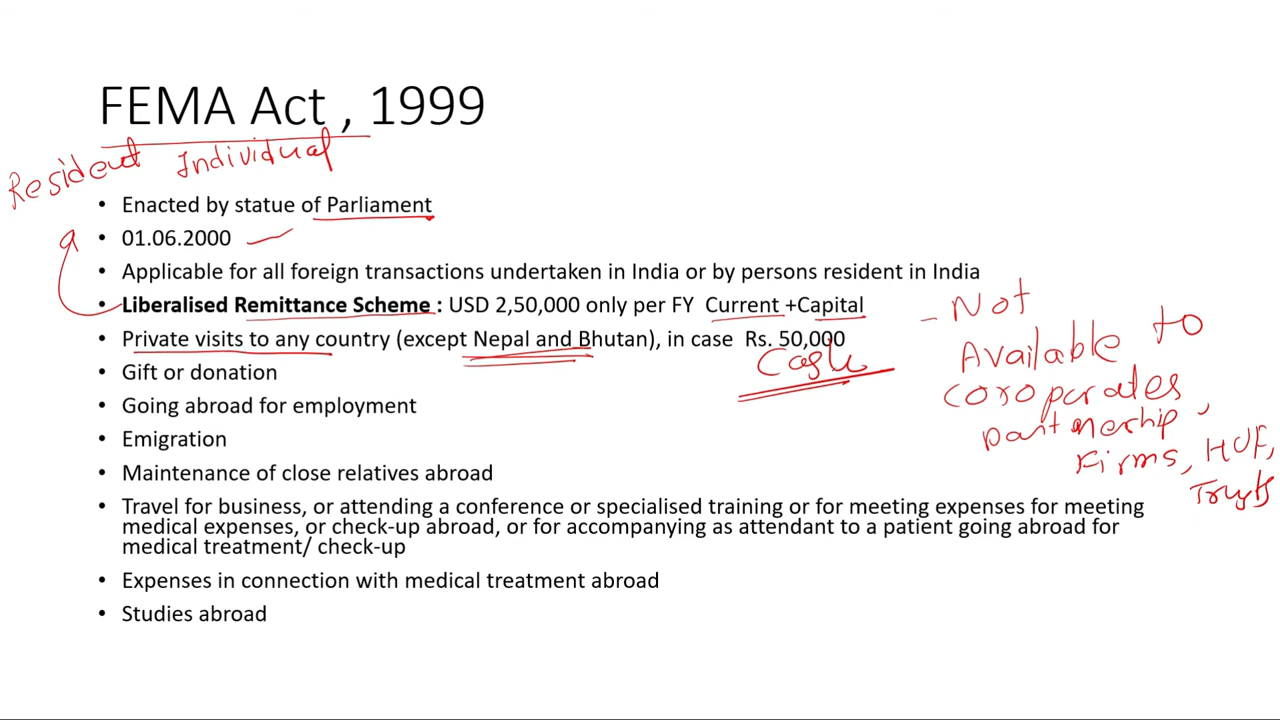 FEMA Act , 1999
Resident Individual
• Enacted by statue of Parliament
• 01.06.2000
• Applicable for all foreign transactions undertaken in India or by persons resident in India
• Liberalised Remittance Scheme : USD 2,50,000 only per FY Current +Capital
• Private visits to any country (except Nepal and Bhutan), in case Rs. 50,000
Cash
- Not
Available to
coroporates
partnership,
Firms, HUF,
Trusts
• Gift or donation
• Going abroad for employment
• Emigration
• Maintenance of close relatives abroad
• Travel for business, or attending a conference or specialised training or for meeting expenses for meeting
medical expenses, or check-up abroad, or for accompanying as attendant to a patient going abroad for
medical treatment/ check-up
• Expenses in connection with medical treatment abroad
• Studies abroad